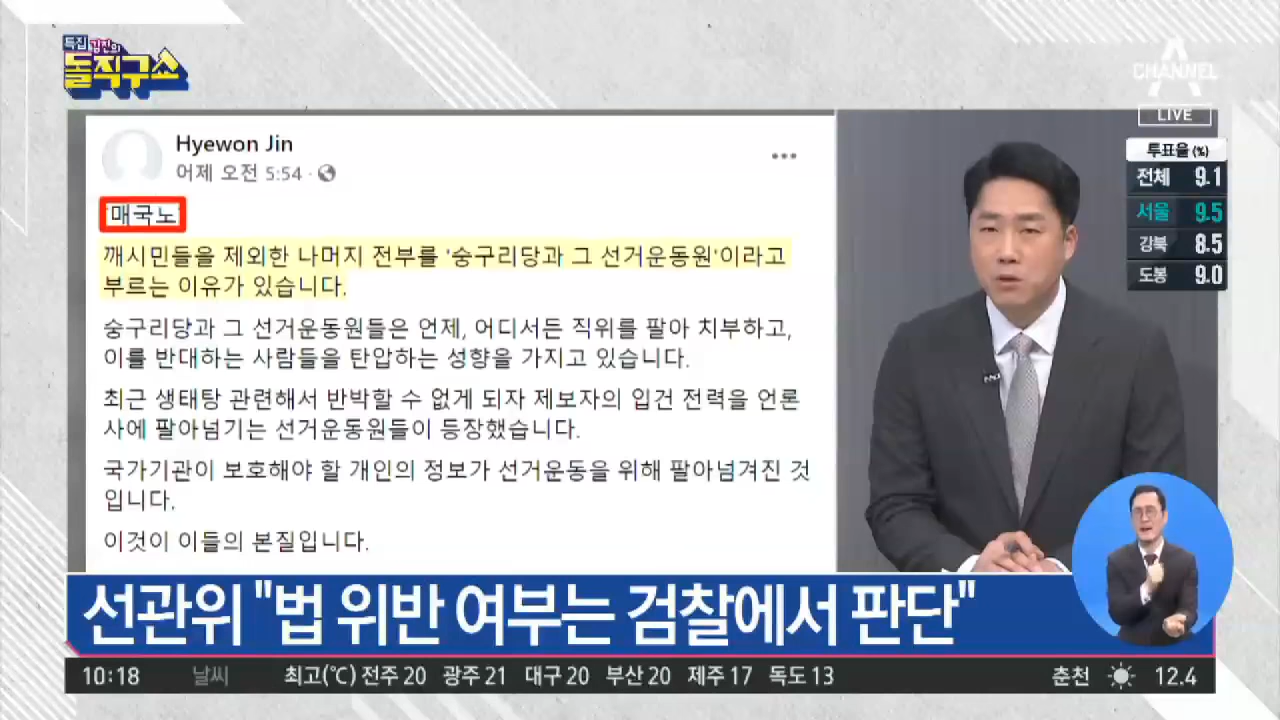 특집 김진의
돌직구쇼
CHANNEL A
LIVE
투표율 (%)
전체 9.1
서울 9.5
강북 8.5
도봉 9.0
Hyewon Jin
어제 오전 5:54 ·
매국노
깨시민들을 제외한 나머지 전부를 '숭구리당과 그 선거운동원'이라고
부르는 이유가 있습니다.
숭구리당과 그 선거운동원들은 언제, 어디서든 직위를 팔아 치부하고,
이를 반대하는 사람들을 탄압하는 성향을 가지고 있습니다.
최근 생태탕 관련해서 반박할 수 없게 되자 제보자의 입건 전력을 언론
사에 팔아넘기는 선거운동원들이 등장했습니다.
국가기관이 보호해야 할 개인의 정보가 선거운동을 위해 팔아넘겨진 것
입니다.
이것이 이들의 본질입니다.
선관위 "법 위반 여부는 검찰에서 판단"
10:18 날씨 최고(℃) 전주 20 광주 21 대구 20 부산 20 제주 17 독도 13 춘천 12.4